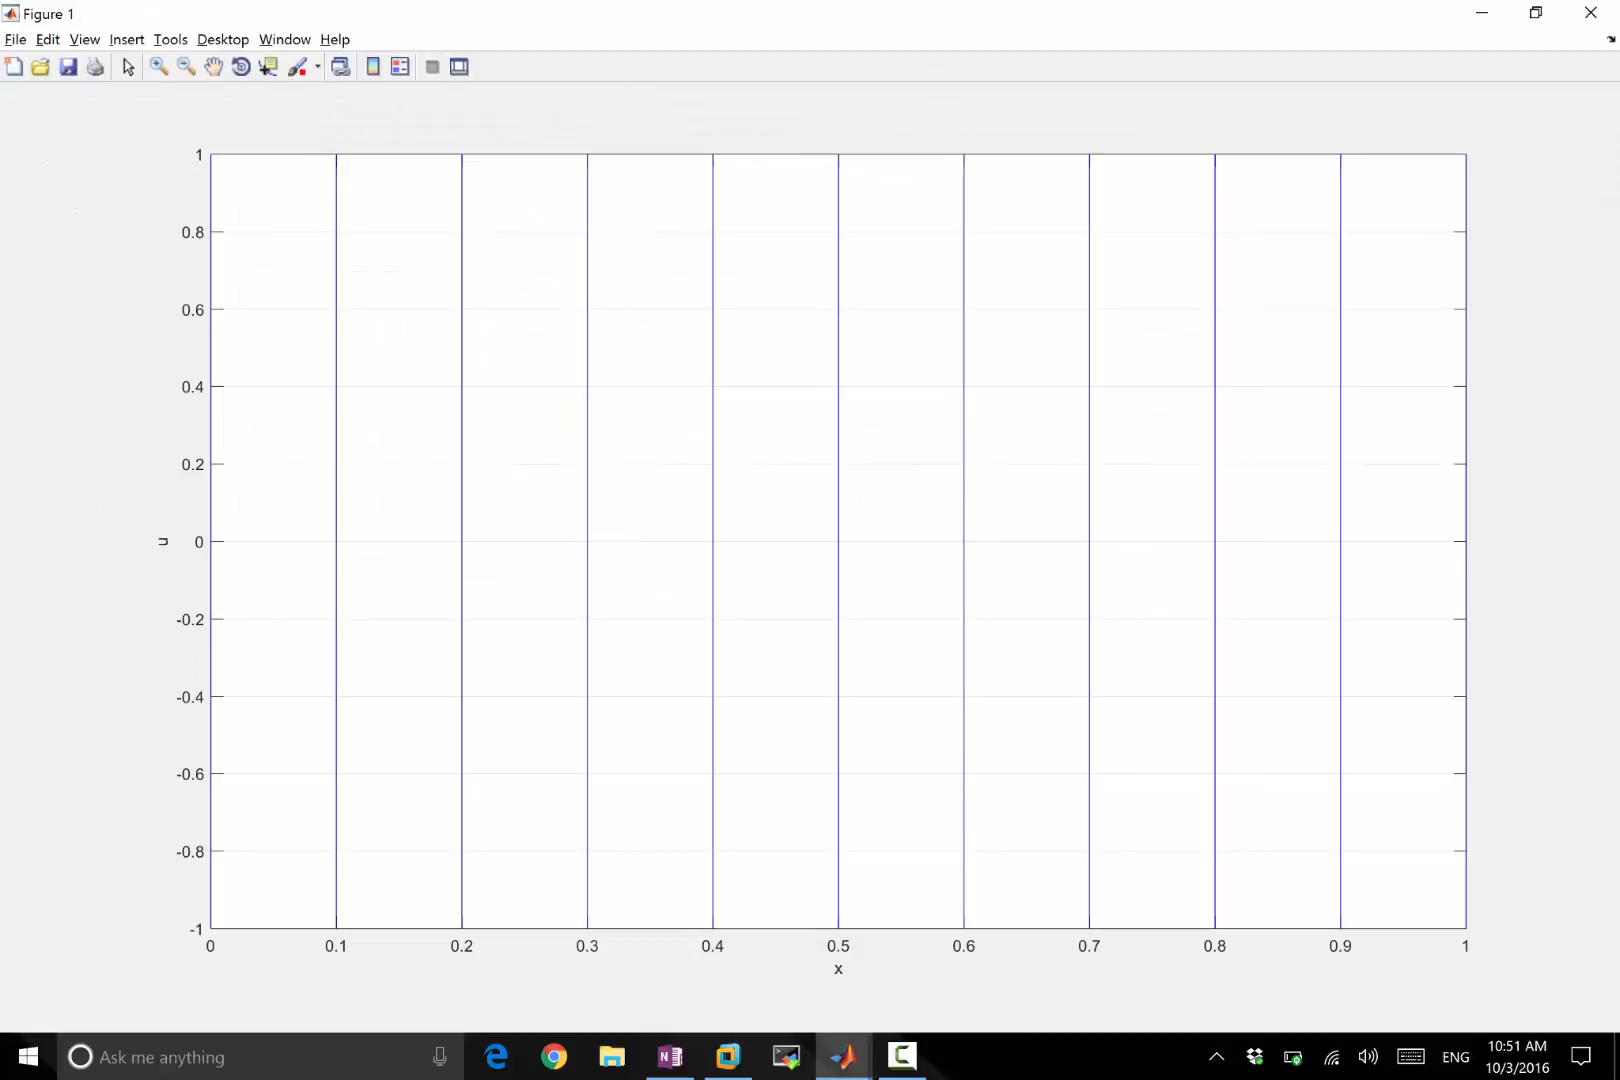 Figure 1
File Edit View Insert Tools Desktop Window Help
1
0.8
0.6
0.4
0.2
u
0
-0.2
-0.4
-0.6
-0.8
-1
0 0.1 0.2 0.3 0.4 0.5 0.6 0.7 0.8 0.9 1
x
Ask me anything
N
ENG
10:51 AM
10/3/2016